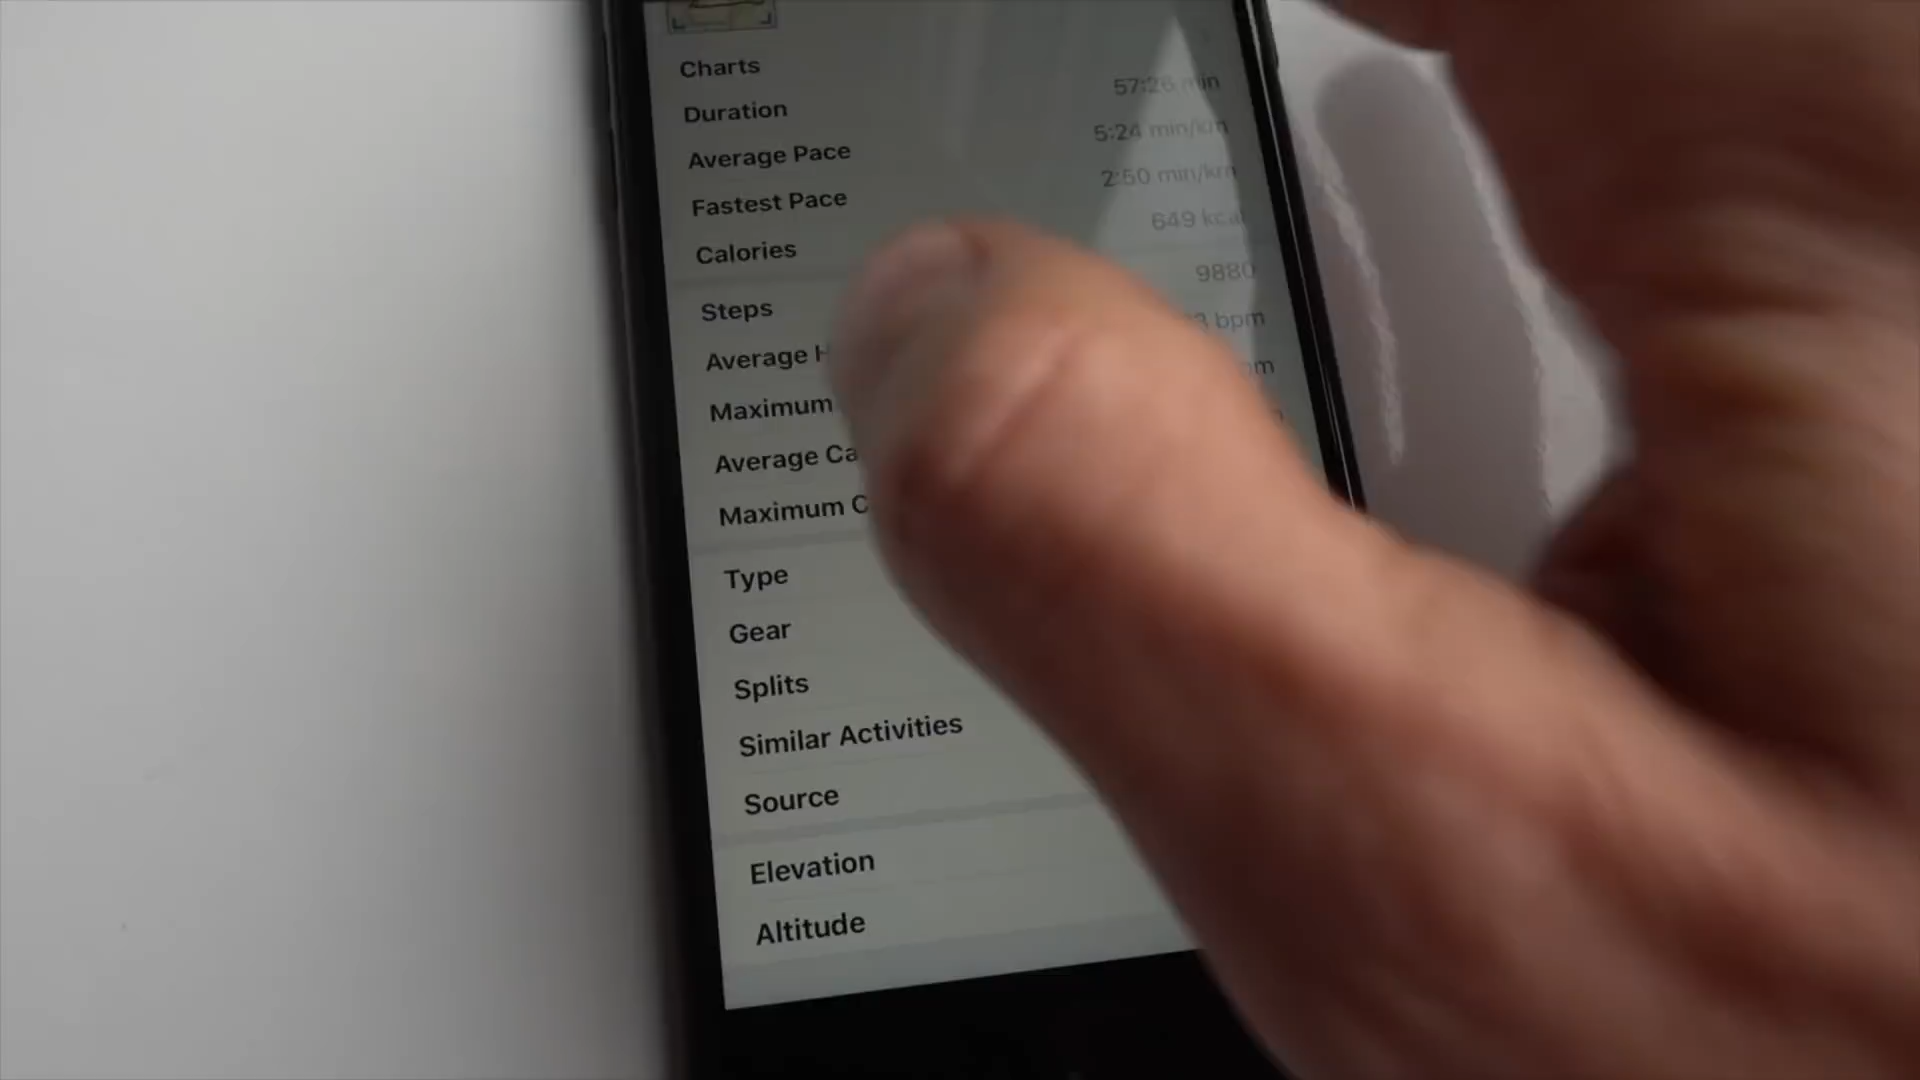 Charts
Duration 57:26 min
Average Pace 5:24 min/km
Fastest Pace 2:50 min/km
Calories 649 kcal
Steps 9880
Average bpm
Maximum
Average
Maximum
Type
Gear
Splits
Similar Activities
Source
Elevation
Altitude